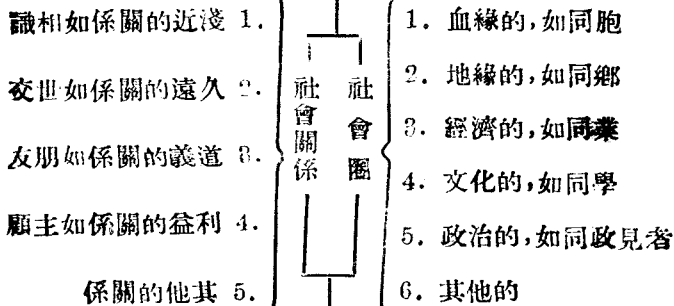 1. 淺近的關係如相識
2. 久遠的關係如世交
3. 道義的關係如朋友
4. 利益的關係如主顧
5. 其他的關係
社會關係
社會圈
1. 血緣的,如同胞
2. 地緣的,如同鄉
3. 經濟的,如同業
4. 文化的,如同學
5. 政治的,如同政見者
6. 其他的